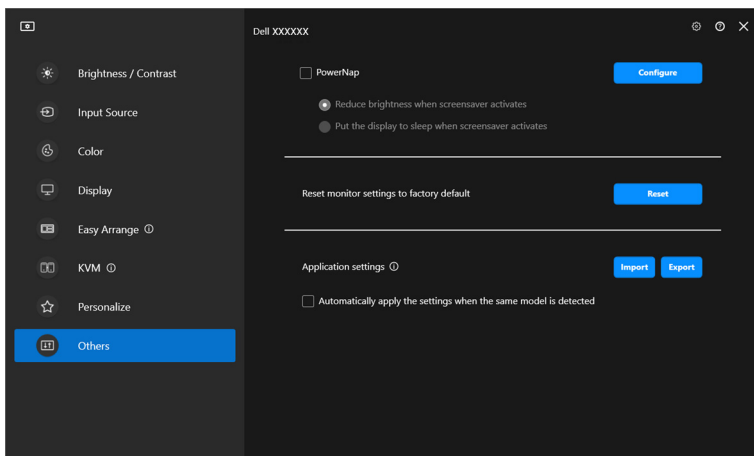 Dell XXXXXX
Brightness / Contrast
Input Source
Color
Display
Easy Arrange
KVM
Personalize
Others
PowerNap
Configure
Reduce brightness when screensaver activates
Put the display to sleep when screensaver activates
Reset monitor settings to factory default
Reset
Application settings
Import
Export
Automatically apply the settings when the same model is detected